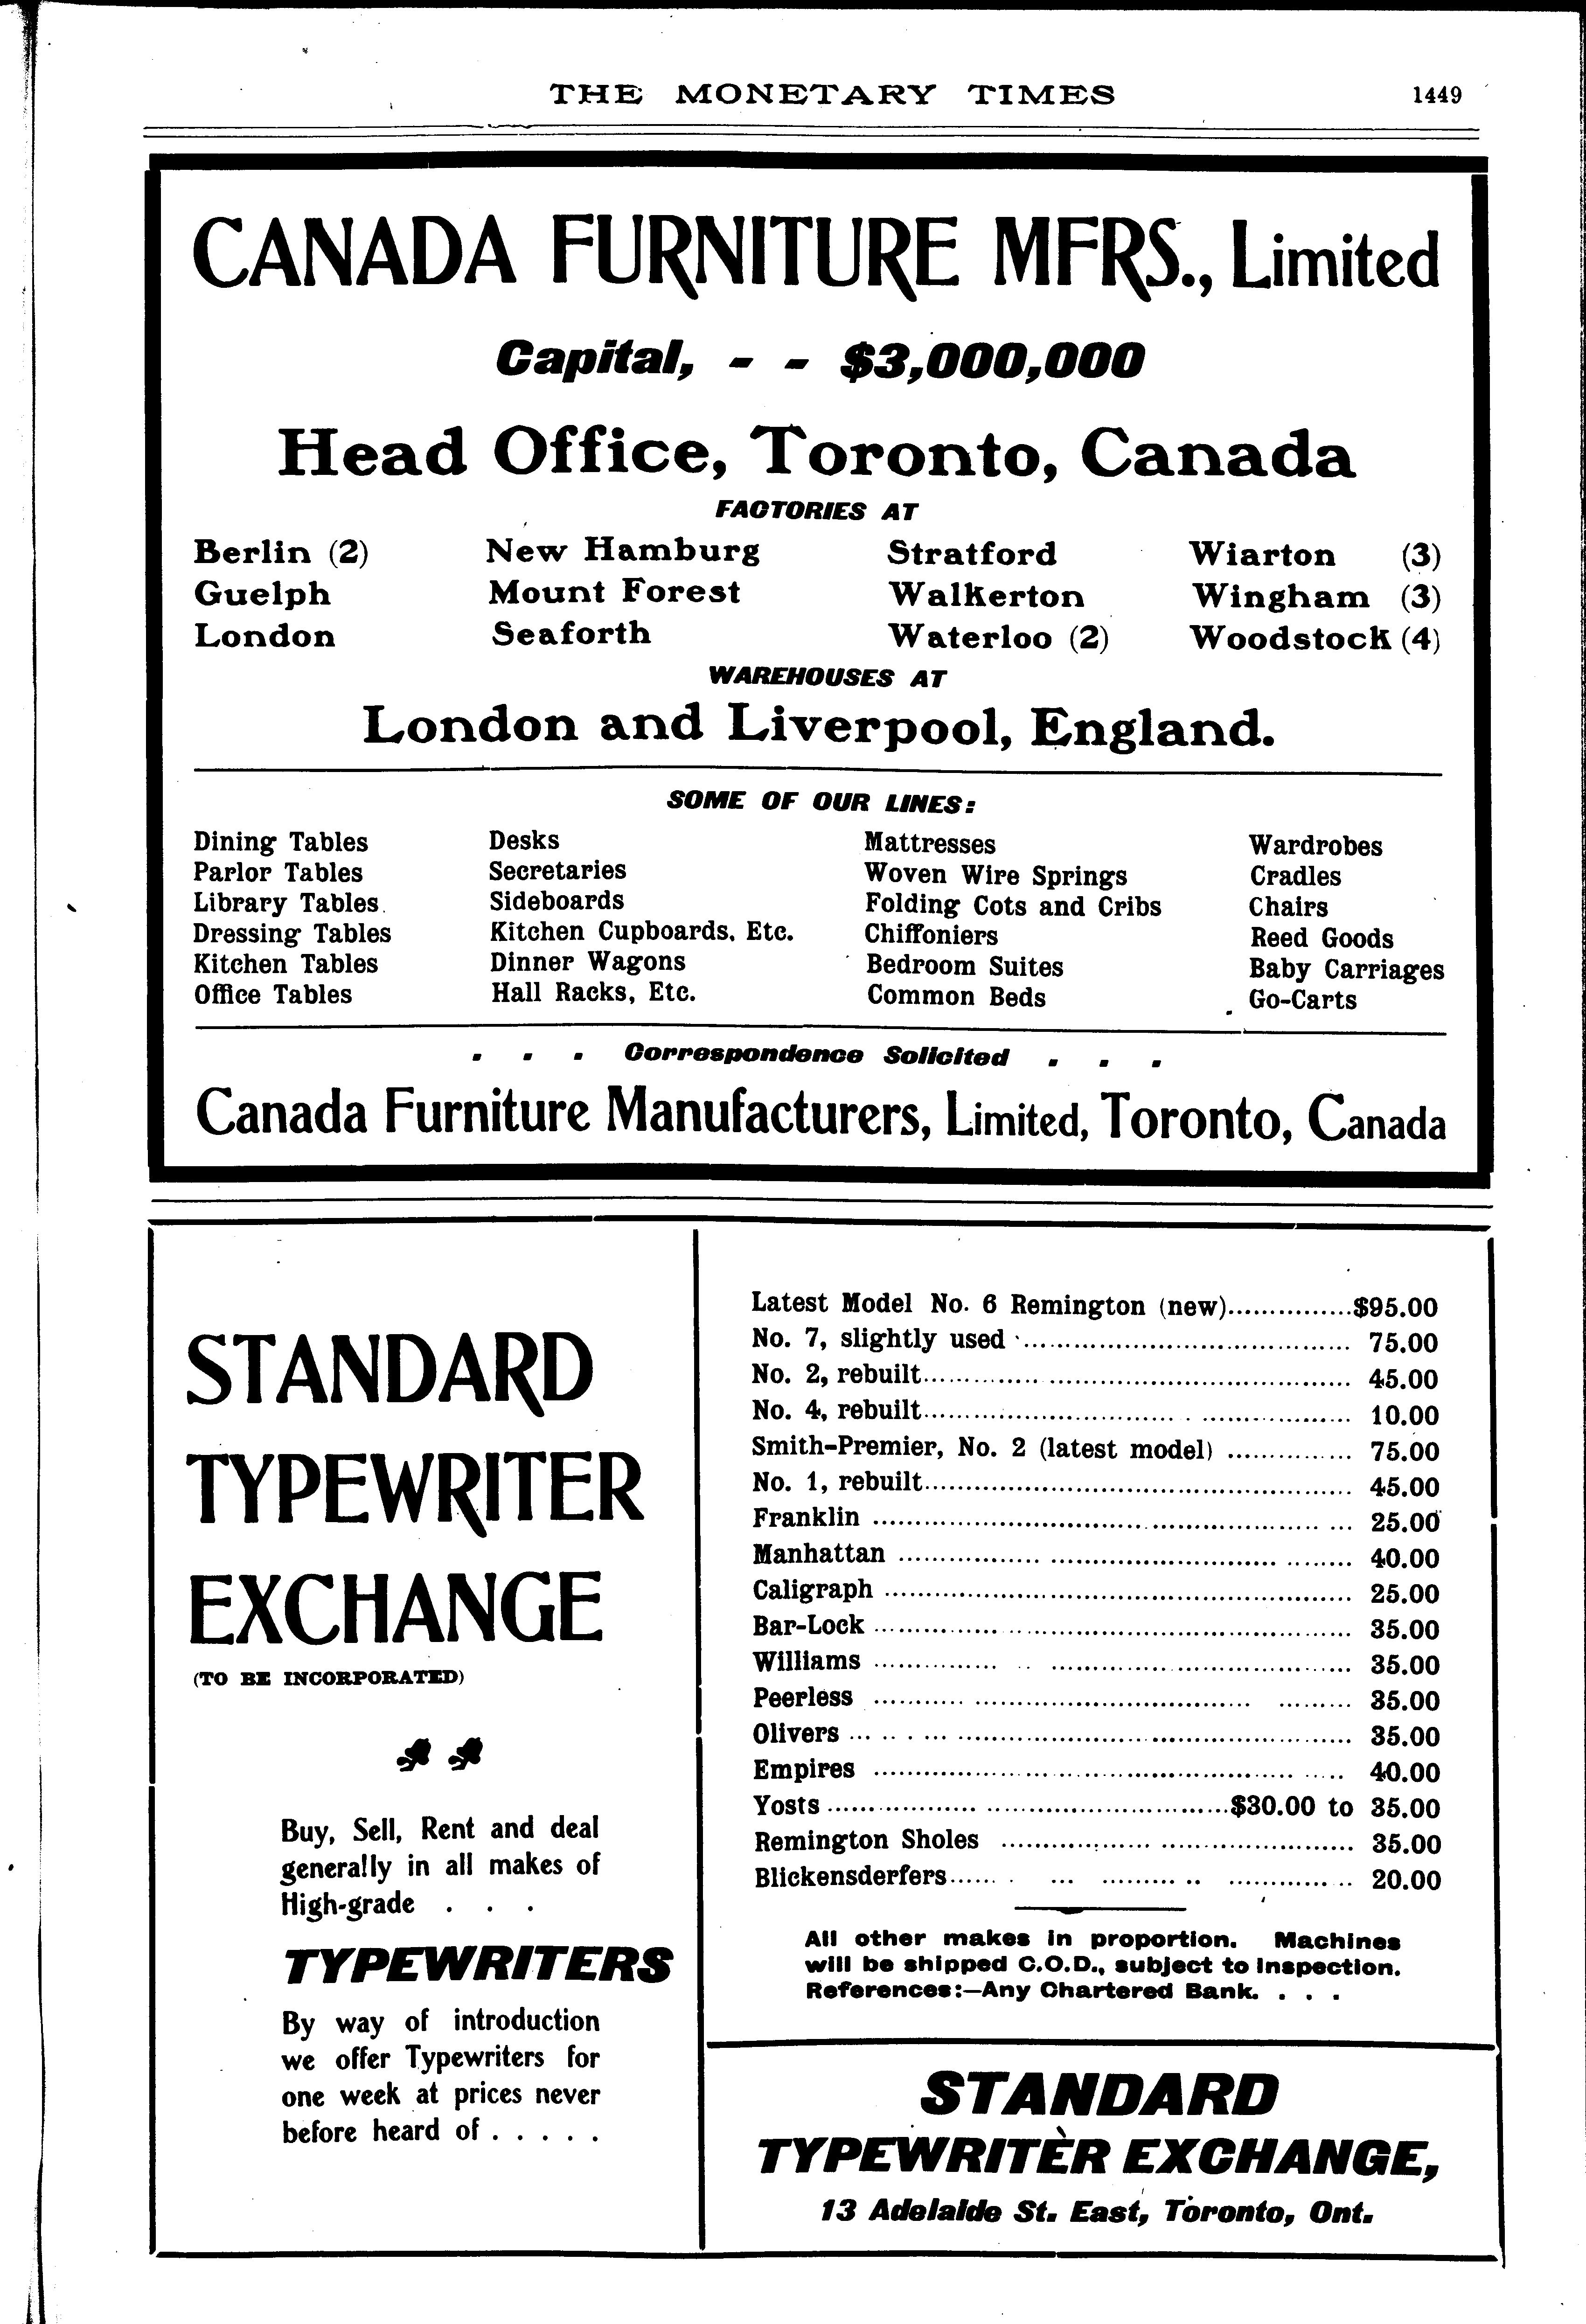 THE MONETARY TIMES 1449
CANADA FURNITURE MFRS., Limited
Capital, - - $3,000,000
Head Office, Toronto, Canada
FACTORIES AT
Berlin (2) New Hamburg Stratford Wiarton (3)
Guelph Mount Forest Walkerton Wingham (3)
London Seaforth Waterloo (2) Woodstock (4)
WAREHOUSES AT
London and Liverpool, England.
SOME OF OUR LINES:
Dining Tables Desks Mattresses Wardrobes
Parlor Tables Secretaries Woven Wire Springs Cradles
Library Tables Sideboards Folding Cots and Cribs Chairs
Dressing Tables Kitchen Cupboards, Etc. Chiffoniers Reed Goods
Kitchen Tables Dinner Wagons Bedroom Suites Baby Carriages
Office Tables Hall Racks, Etc. Common Beds Go-Carts
. . . Correspondence Solicited . . .
Canada Furniture Manufacturers, Limited, Toronto, Canada
STANDARD
TYPEWRITER
EXCHANGE
(TO BE INCORPORATED)
Buy, Sell, Rent and deal
generally in all makes of
High-grade . . .
TYPEWRITERS
By way of introduction
we offer Typewriters for
one week at prices never
before heard of . . . . .
Latest Model No. 6 Remington (new)...............$95.00
No. 7, slightly used ........................................ 75.00
No. 2, rebuilt.................................................. 45.00
No. 4, rebuilt.................................................. 10.00
Smith-Premier, No. 2 (latest model) ............... 75.00
No. 1, rebuilt.................................................. 45.00
Franklin ........................................................ 25.00
Manhattan ..................................................... 40.00
Caligraph ....................................................... 25.00
Bar-Lock ........................................................ 35.00
Williams ........................................................ 35.00
Peerless ........................................................ 35.00
Olivers .......................................................... 35.00
Empires ......................................................... 40.00
Yosts ...............................................$30.00 to 35.00
Remington Sholes ......................................... 35.00
Blickensderfers............................................... 20.00
All other makes in proportion. Machines
will be shipped C.O.D., subject to inspection.
References:—Any Chartered Bank. . . .
STANDARD
TYPEWRITER EXCHANGE,
13 Adelaide St. East, Toronto, Ont.